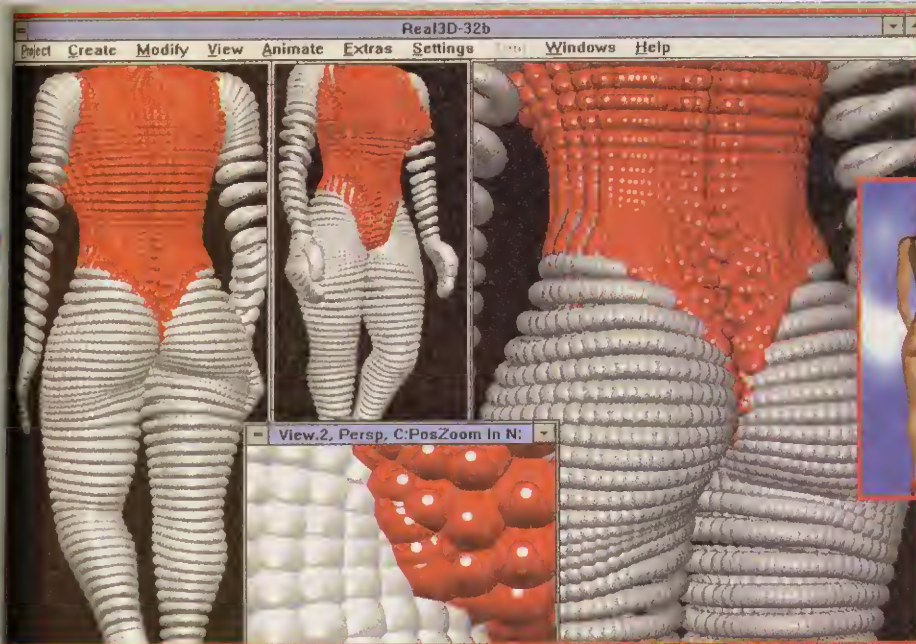 Real3D-32b
Project Create Modify View Animate Extras Settings Windows Help
View.2, Persp, C:PosZoom In N: